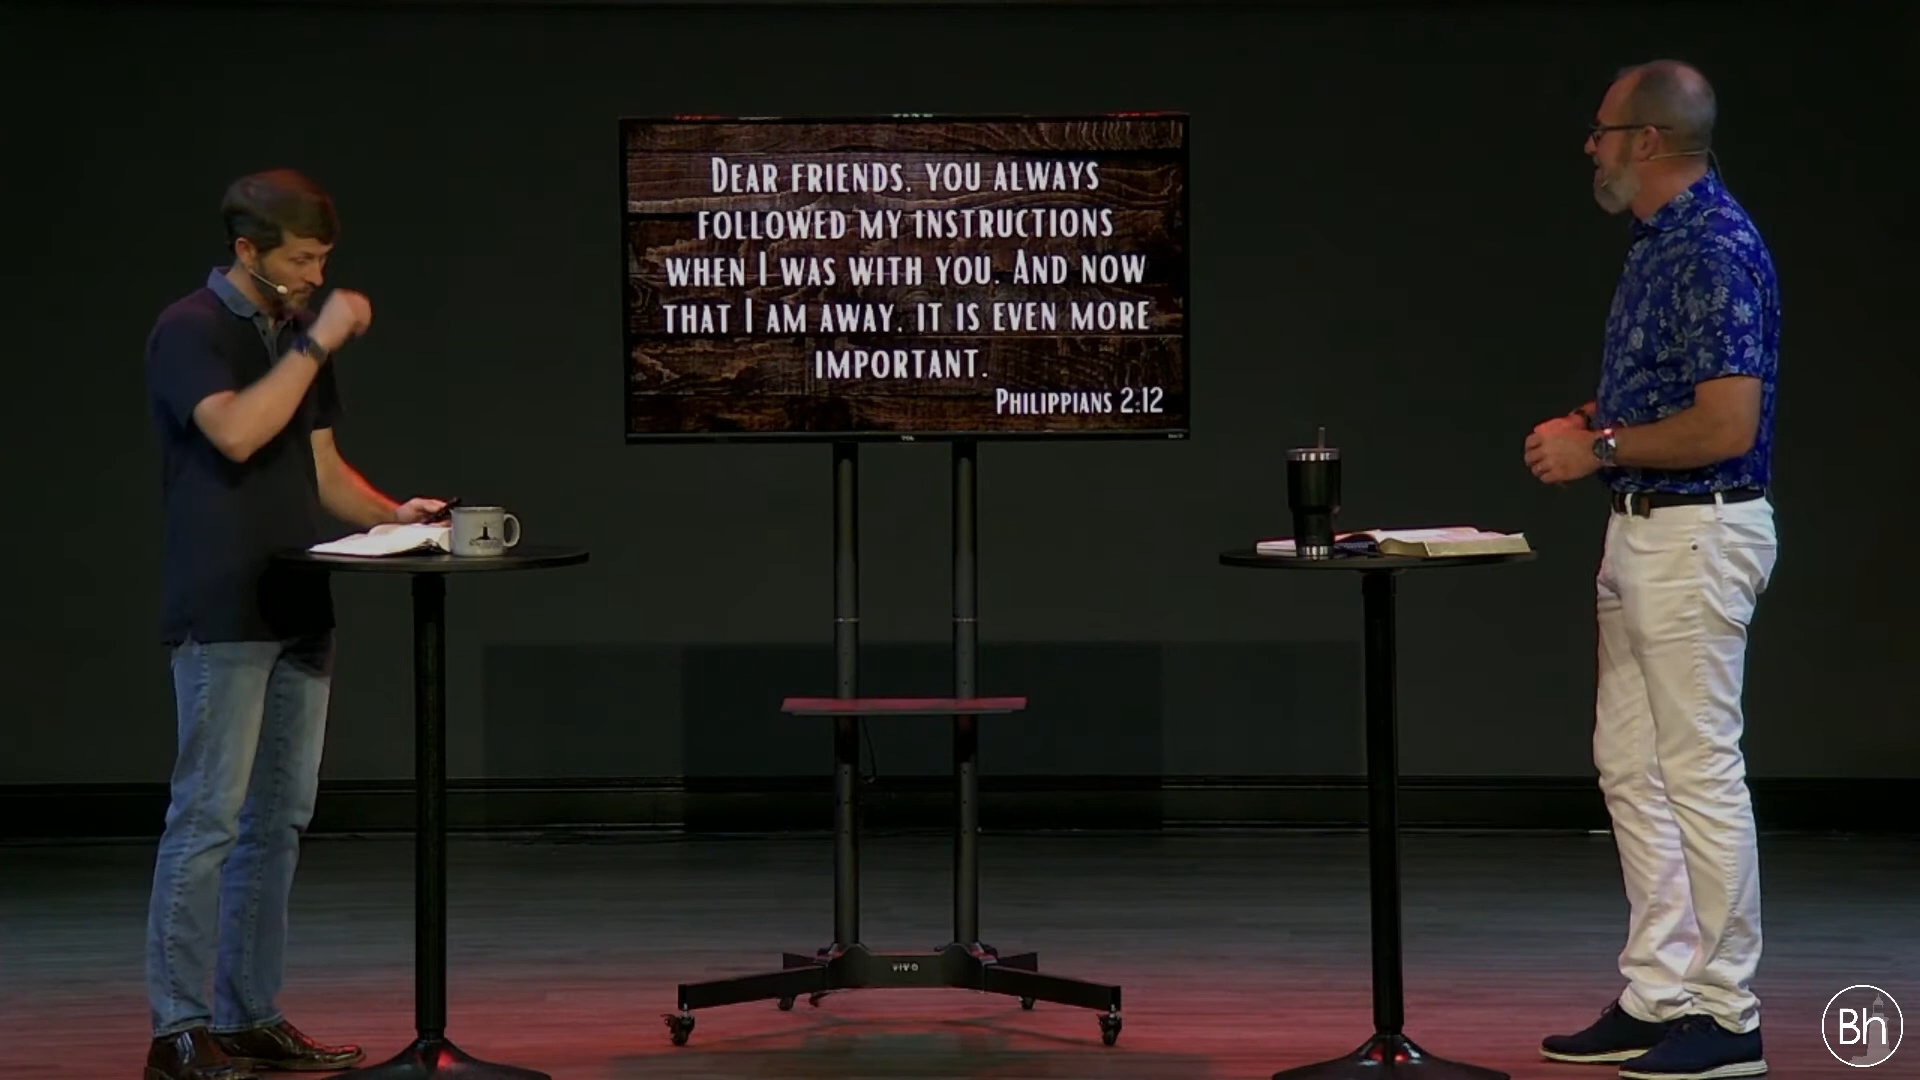 Dear friends, you always
followed my instructions
when I was with you. And now
that I am away, it is even more
important.
Philippians 2:12
VIVO
Bh